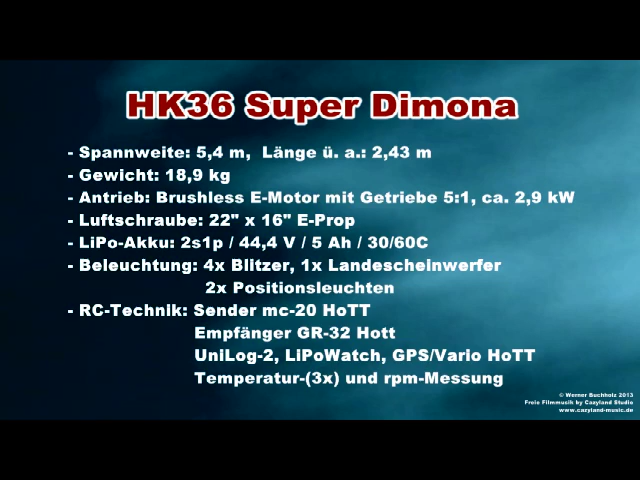 HK36 Super Dimona
- Spannweite: 5,4 m, Länge ü. a.: 2,43 m
- Gewicht: 18,9 kg
- Antrieb: Brushless E-Motor mit Getriebe 5:1, ca. 2,9 kW
- Luftschraube: 22" x 16" E-Prop
- LiPo-Akku: 2s1p / 44,4 V / 5 Ah / 30/60C
- Beleuchtung: 4x Blitzer, 1x Landescheinwerfer
2x Positionsleuchten
- RC-Technik: Sender mc-20 HoTT
Empfänger GR-32 Hott
UniLog-2, LiPoWatch, GPS/Vario HoTT
Temperatur-(3x) und rpm-Messung
© Werner Buchholz 2013
Freie Filmmusik by Cazyland Studio
www.cazyland-music.de